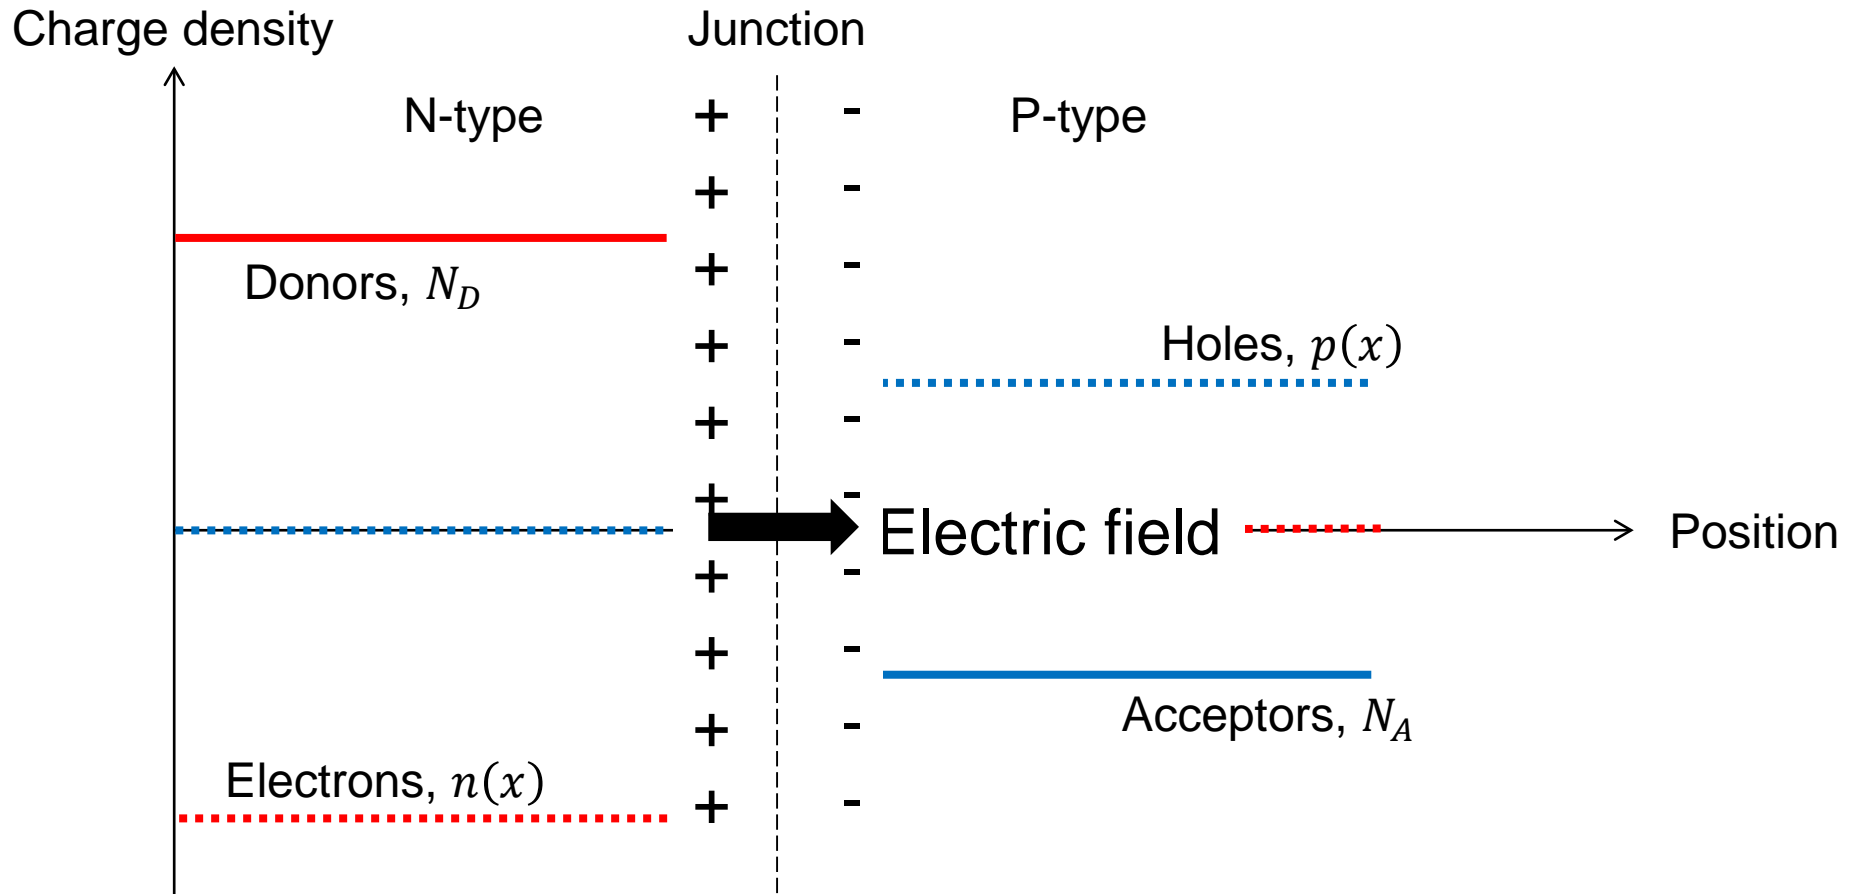 Charge density
Junction
N-type
P-type
+ -
+ -
Donors, N_D
+ -
+ -
Holes, p(x)
+ -
+ -
Electric field
Position
+ -
+ -
Acceptors, N_A
+ -
Electrons, n(x)
+ -